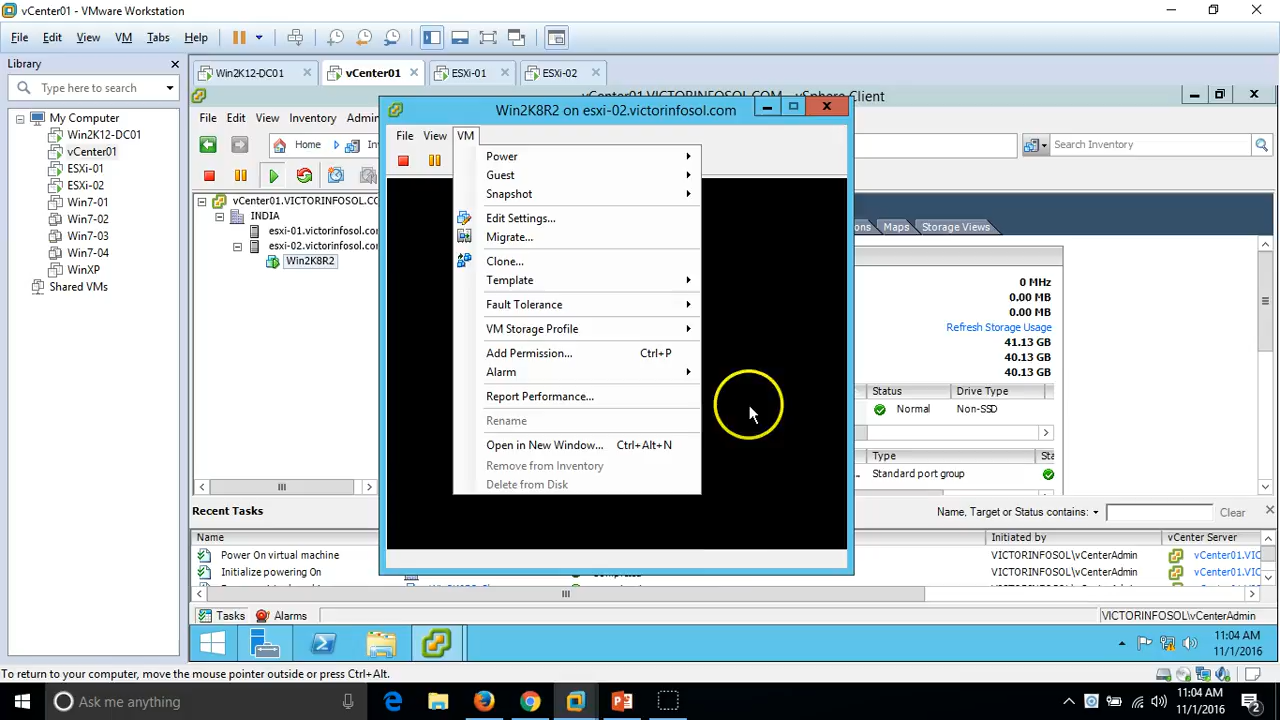 vCenter01 - VMware Workstation
File Edit View VM Tabs Help
Library
Type here to search
My Computer
Win2K12-DC01
vCenter01
ESXi-01
ESXi-02
Win7-01
Win7-02
Win7-03
Win7-04
WinXP
Shared VMs
Win2K12-DC01 vCenter01 ESXi-01 ESXi-02
vSphere Client
File Edit View Inventory
Home
Search Inventory
vCenter01.VICTORINFOSOL.CO
INDIA
esxi-01.victorinfosol.con
esxi-02.victorinfosol.con
Win2K8R2
Win2K8R2 on esxi-02.victorinfosol.com
File View VM
Power
Guest
Snapshot
Edit Settings...
Migrate...
Clone...
Template
Fault Tolerance
VM Storage Profile
Add Permission... Ctrl+P
Alarm
Report Performance...
Rename
Open in New Window... Ctrl+Alt+N
Remove from Inventory
Delete from Disk
Maps Storage Views
0 MHz
0.00 MB
0.00 MB
Refresh Storage Usage
41.13 GB
40.13 GB
40.13 GB
Status Drive Type
Normal Non-SSD
Type Sta
Standard port group
Recent Tasks
Name, Target or Status contains: Clear
Name Initiated by vCenter Server
Power On virtual machine VICTORINFOSOL\vCenterAdmin vCenter01.VIC
Initialize powering On VICTORINFOSOL\vCenterAdmin vCenter01.VIC
Tasks Alarms VICTORINFOSOL\vCenterAdmin
11:04 AM
11/1/2016
To return to your computer, move the mouse pointer outside or press Ctrl+Alt.
Ask me anything
11:04 AM
11/1/2016
2